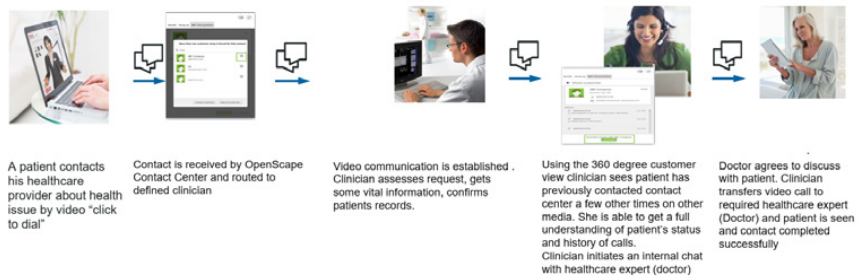 A patient contacts
his healthcare
provider about health
issue by video “click
to dial”
Contact is received by OpenScape
Contact Center and routed to
defined clinician
Video communication is established .
Clinician assesses request, gets
some vital information, confirms
patients records.
Using the 360 degree customer
view clinician sees patient has
previously contacted contact
center a few other times on other
media. She is able to get a full
understanding of patient’s status
and history of calls.
Clinician initiates an internal chat
with healthcare expert (doctor)
Doctor agrees to discuss
with patient. Clinician
transfers video call to
required healthcare expert
(Doctor) and patient is seen
and contact completed
successfully